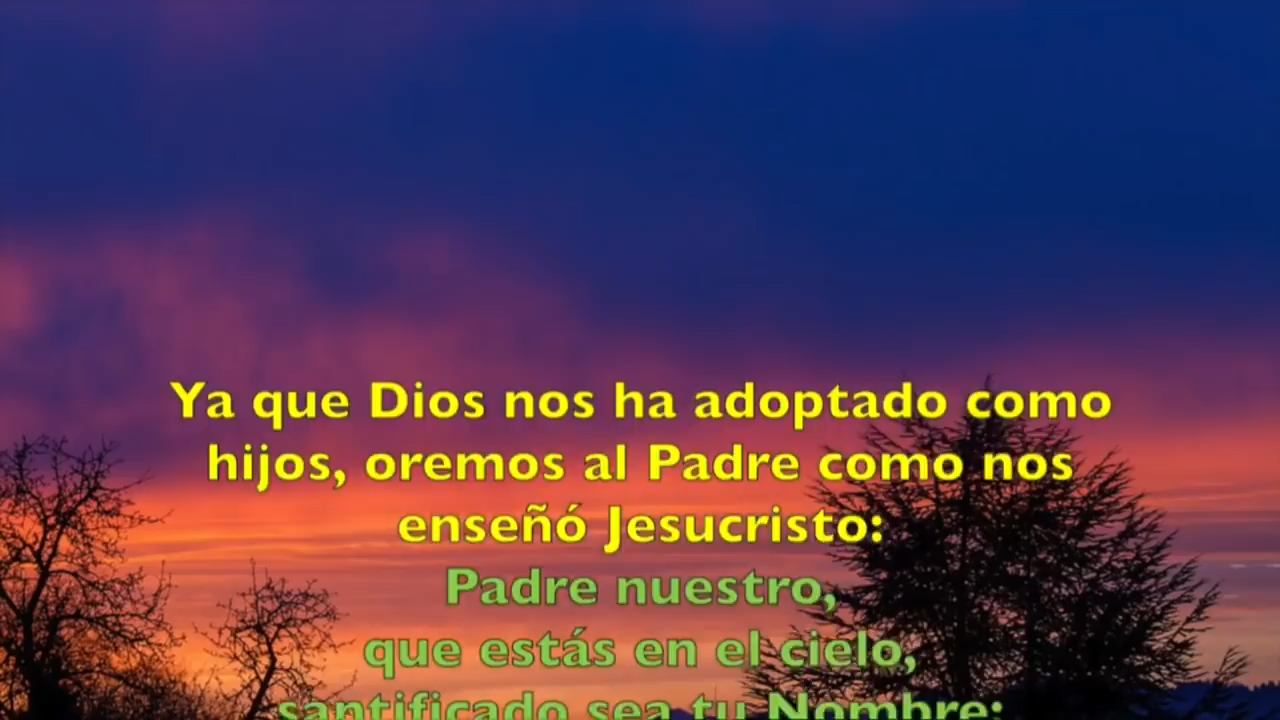 Ya que Dios nos ha adoptado como
hijos, oremos al Padre como nos
enseñó Jesucristo:
Padre nuestro,
que estás en el cielo,
santificado sea tu Nombre;